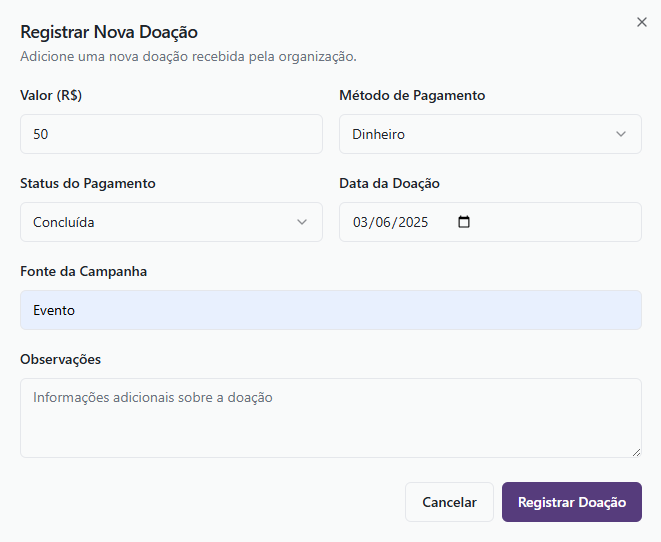 Registrar Nova Doação
Adicione uma nova doação recebida pela organização.
Valor (R$) Método de Pagamento
50 Dinheiro
Status do Pagamento Data da Doação
Concluída 03/06/2025
Fonte da Campanha
Evento
Observações
Informações adicionais sobre a doação
Cancelar Registrar Doação